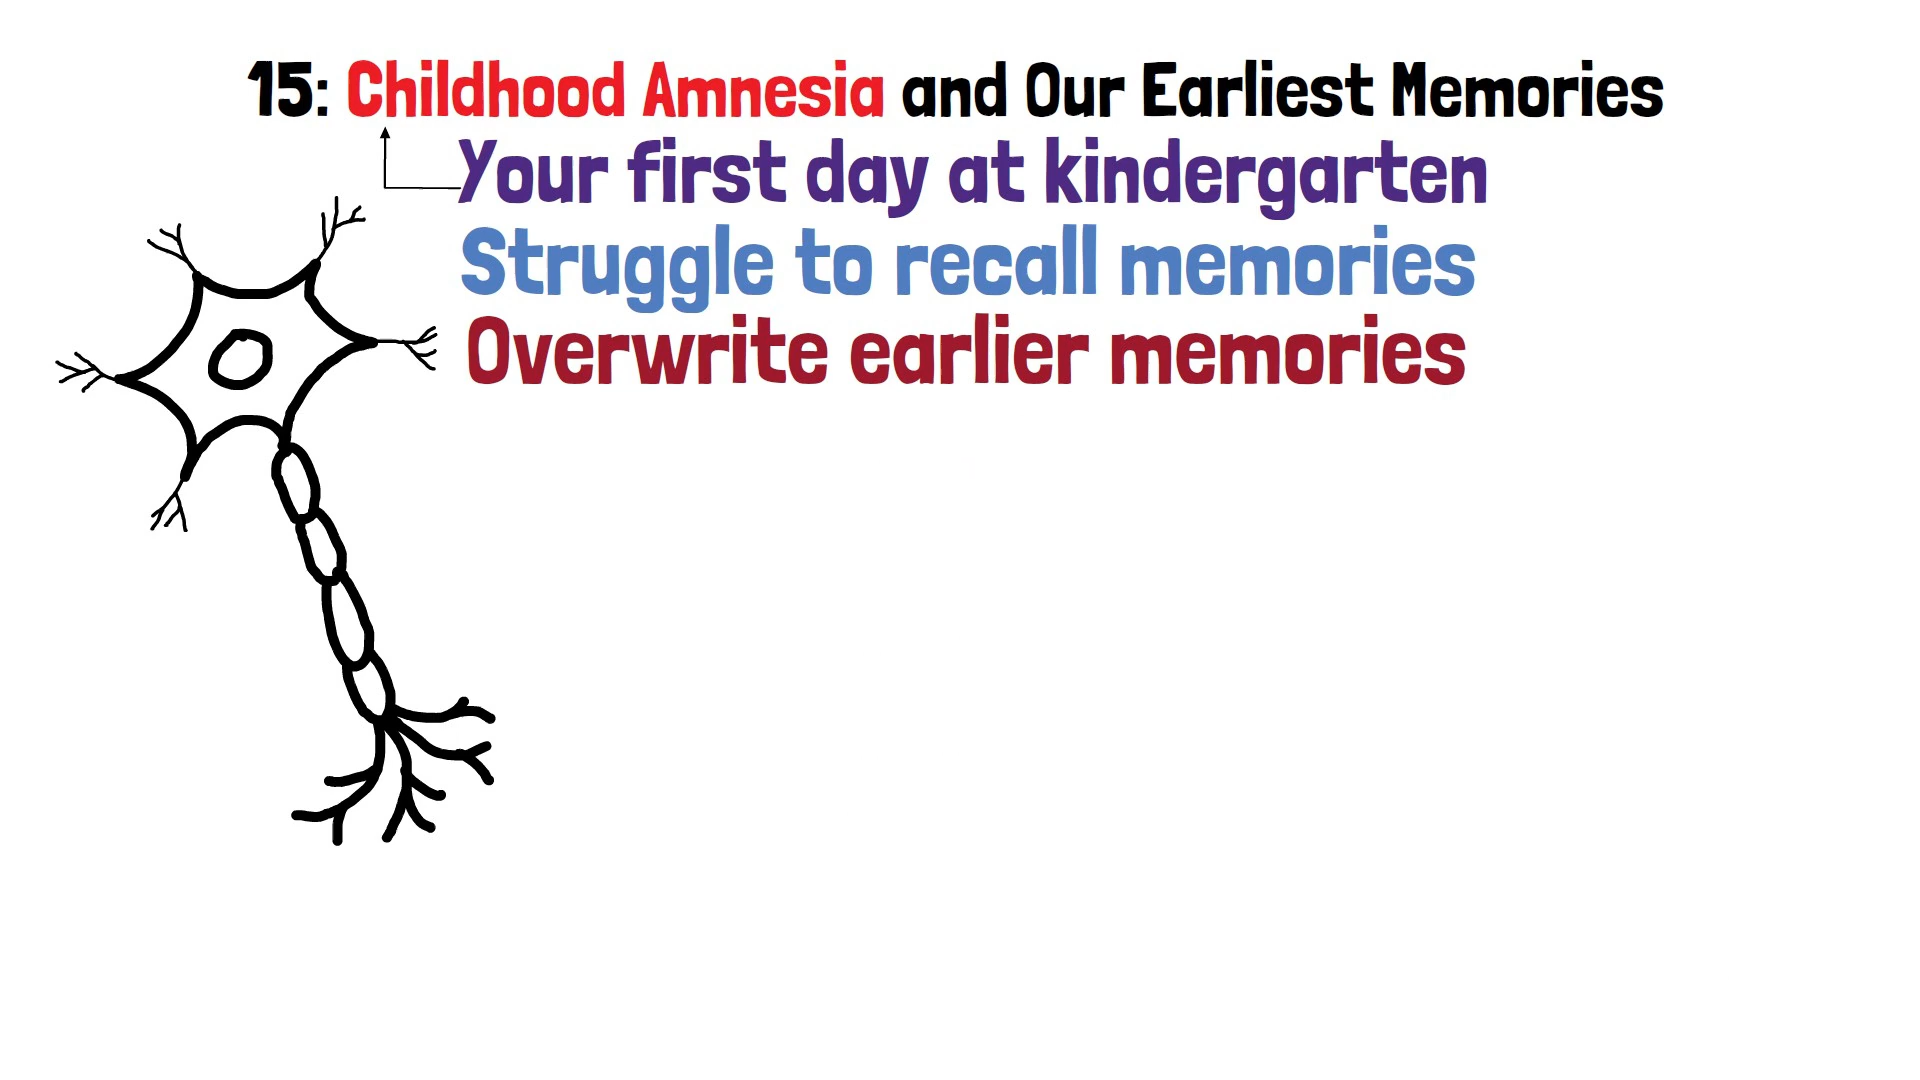 15: Childhood Amnesia and Our Earliest Memories
Your first day at kindergarten
Struggle to recall memories
Overwrite earlier memories